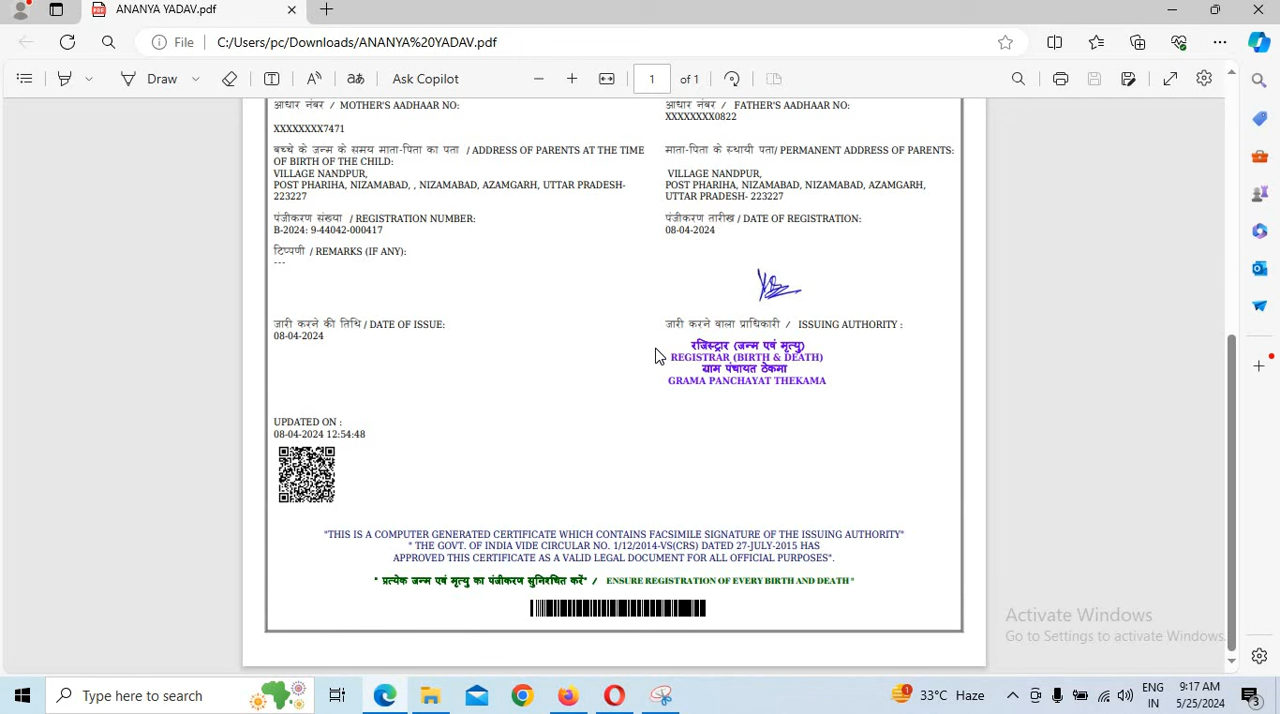 ANANYA YADAV.pdf
File
C:/Users/pc/Downloads/ANANYA%20YADAV.pdf
Draw
Ask Copilot
1 of 1
आधार नंबर / MOTHER'S AADHAAR NO:
XXXXXXXX7471
आधार नंबर / FATHER'S AADHAAR NO:
XXXXXXXX0822
बच्चे के जन्म के समय माता-पिता का पता / ADDRESS OF PARENTS AT THE TIME
OF BIRTH OF THE CHILD:
VILLAGE NANDPUR,
POST PHARIHA, NIZAMABAD, , NIZAMABAD, AZAMGARH, UTTAR PRADESH-
223227
माता-पिता के स्थायी पता/ PERMANENT ADDRESS OF PARENTS:
VILLAGE NANDPUR,
POST PHARIHA, NIZAMABAD, NIZAMABAD, AZAMGARH,
UTTAR PRADESH- 223227
पंजीकरण संख्या / REGISTRATION NUMBER:
B-2024: 9-44042-000417
पंजीकरण तारीख / DATE OF REGISTRATION:
08-04-2024
टिप्पणी / REMARKS (IF ANY):
---
जारी करने की तिथि / DATE OF ISSUE:
08-04-2024
जारी करने वाला प्राधिकारी / ISSUING AUTHORITY :
रजिस्ट्रार (जन्म एवं मृत्यु)
REGISTRAR (BIRTH & DEATH)
ग्राम पंचायत ठेकमा
GRAMA PANCHAYAT THEKAMA
UPDATED ON :
08-04-2024 12:54:48
"THIS IS A COMPUTER GENERATED CERTIFICATE WHICH CONTAINS FACSIMILE SIGNATURE OF THE ISSUING AUTHORITY"
" THE GOVT. OF INDIA VIDE CIRCULAR NO. 1/12/2014-VS(CRS) DATED 27-JULY-2015 HAS
APPROVED THIS CERTIFICATE AS A VALID LEGAL DOCUMENT FOR ALL OFFICIAL PURPOSES".
" प्रत्येक जन्म एवं मृत्यु का पंजीकरण सुनिश्चित करें" / ENSURE REGISTRATION OF EVERY BIRTH AND DEATH "
Activate Windows
Go to Settings to activate Windows.
Type here to search
33°C Haze
ENG
IN
9:17 AM
5/25/2024
3